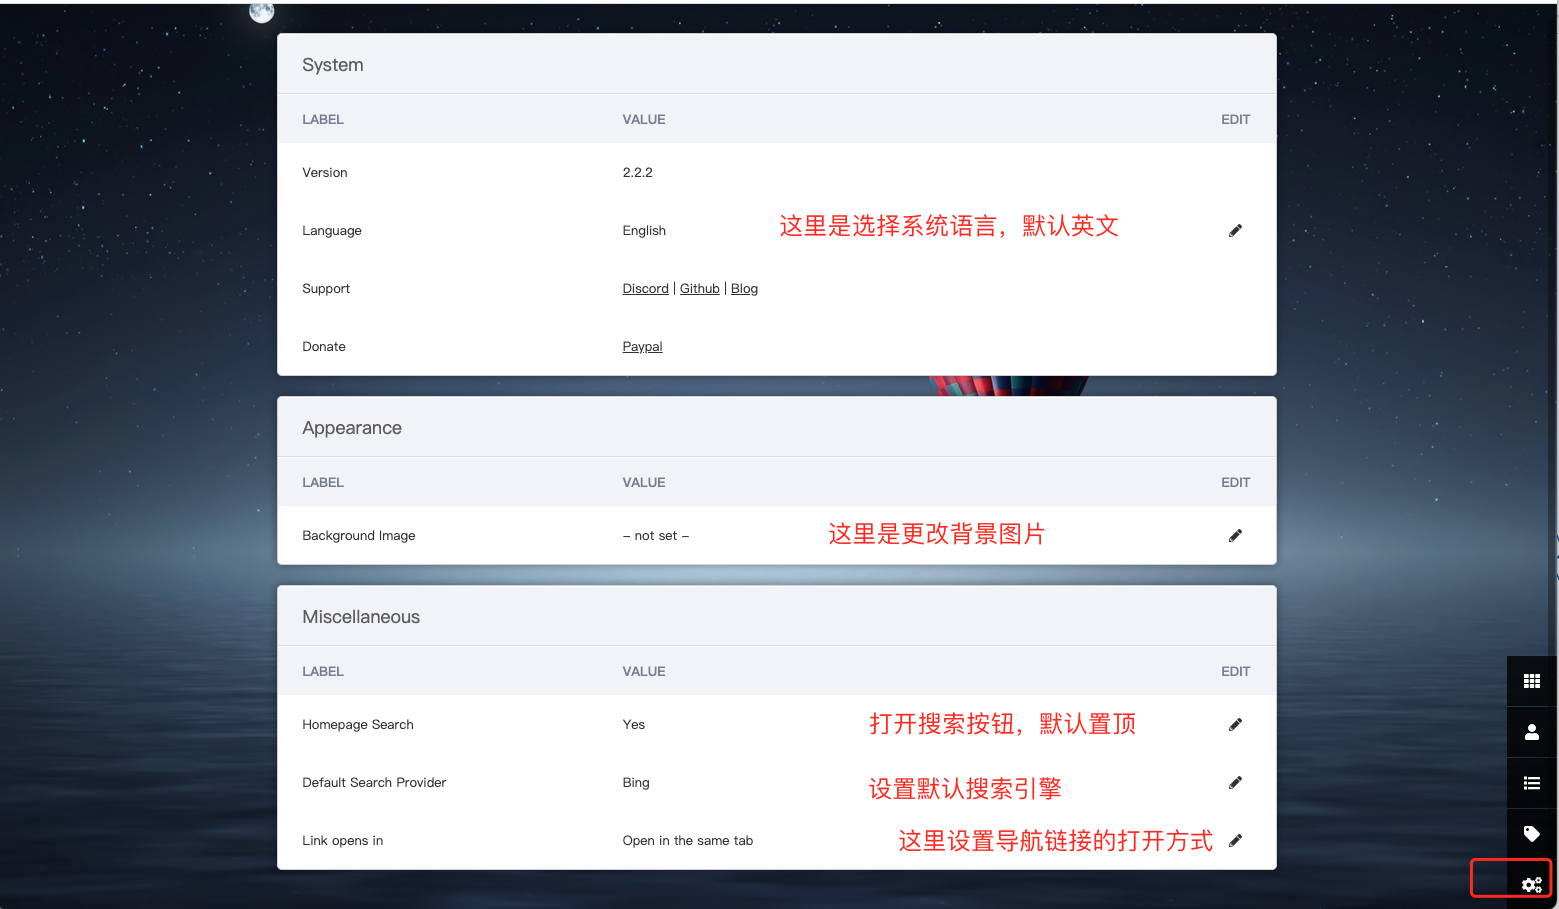 System
LABEL VALUE EDIT
Version 2.2.2
Language English 这里是选择系统语言，默认英文
Support Discord | Github | Blog
Donate Paypal
Appearance
LABEL VALUE EDIT
Background Image – not set – 这里是更改背景图片
Miscellaneous
LABEL VALUE EDIT
Homepage Search Yes 打开搜索按钮，默认置顶
Default Search Provider Bing 设置默认搜索引擎
Link opens in Open in the same tab 这里设置导航链接的打开方式